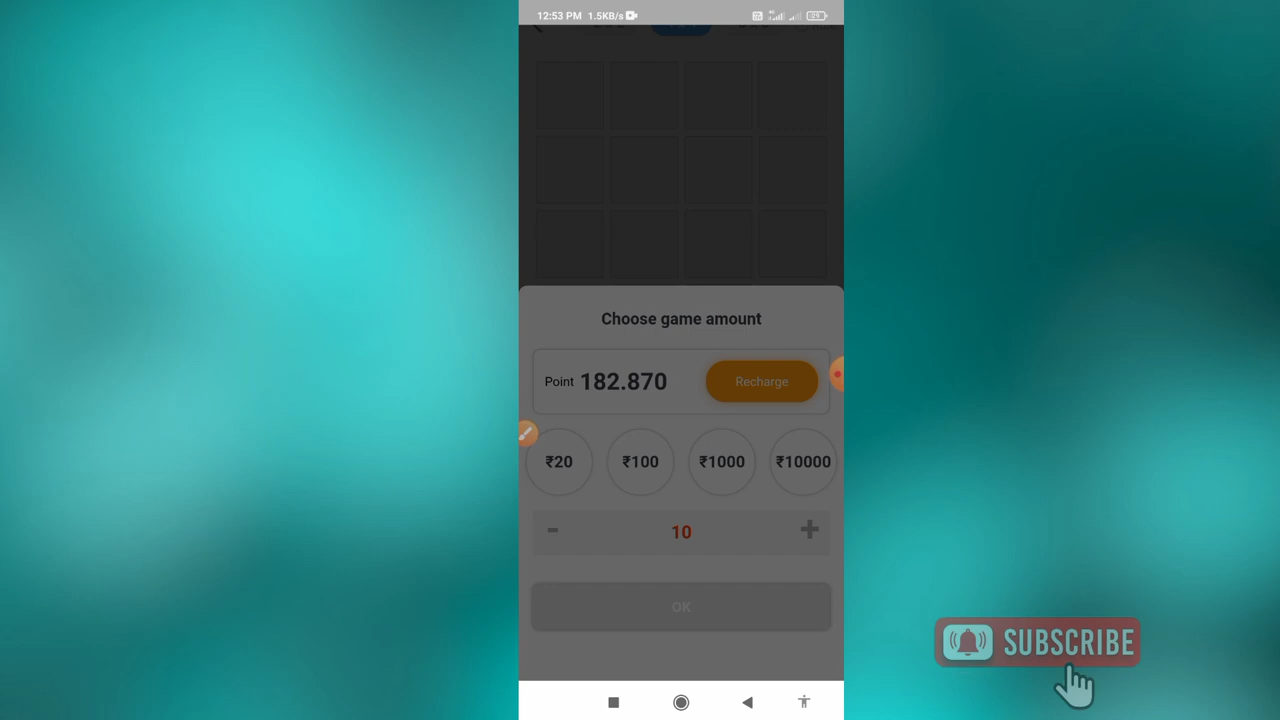 12:53 PM 1.5KB/s
Choose game amount
Point 182.870 Recharge
₹20 ₹100 ₹1000 ₹10000
- 10 +
OK
SUBSCRIBE